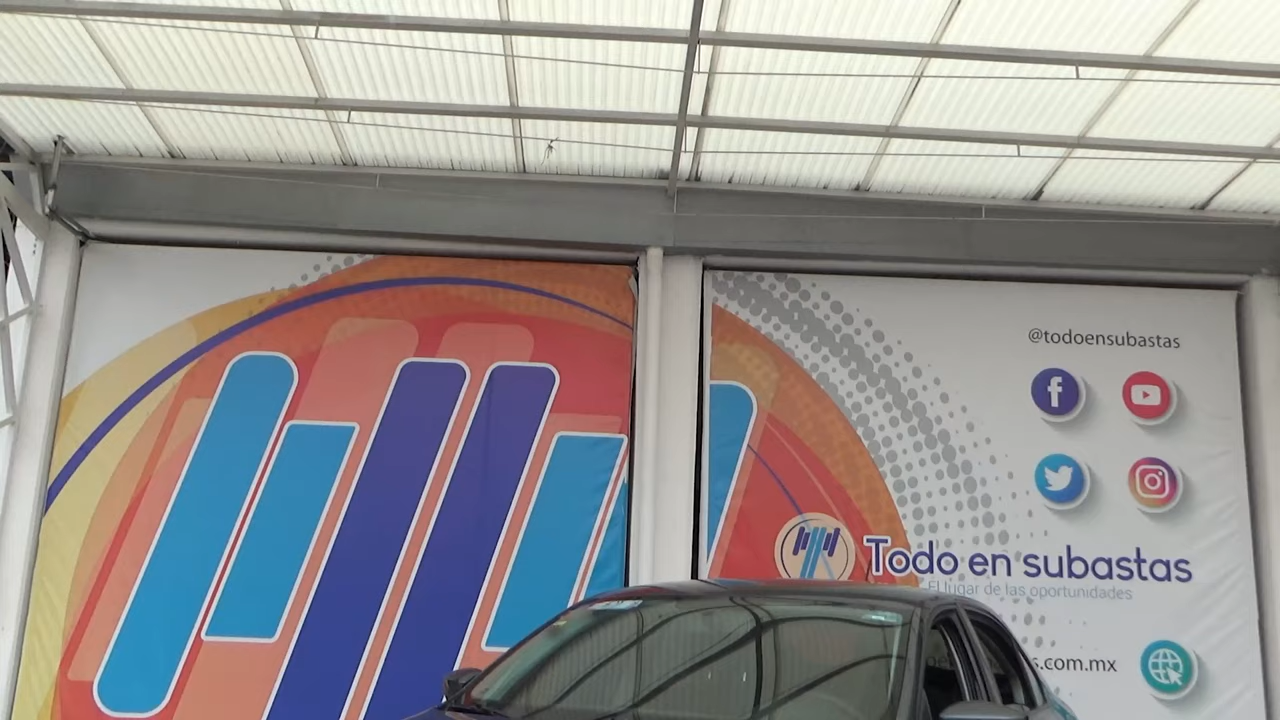 @todoensubastas
Todo en subastas
El lugar de las oportunidades
s.com.mx